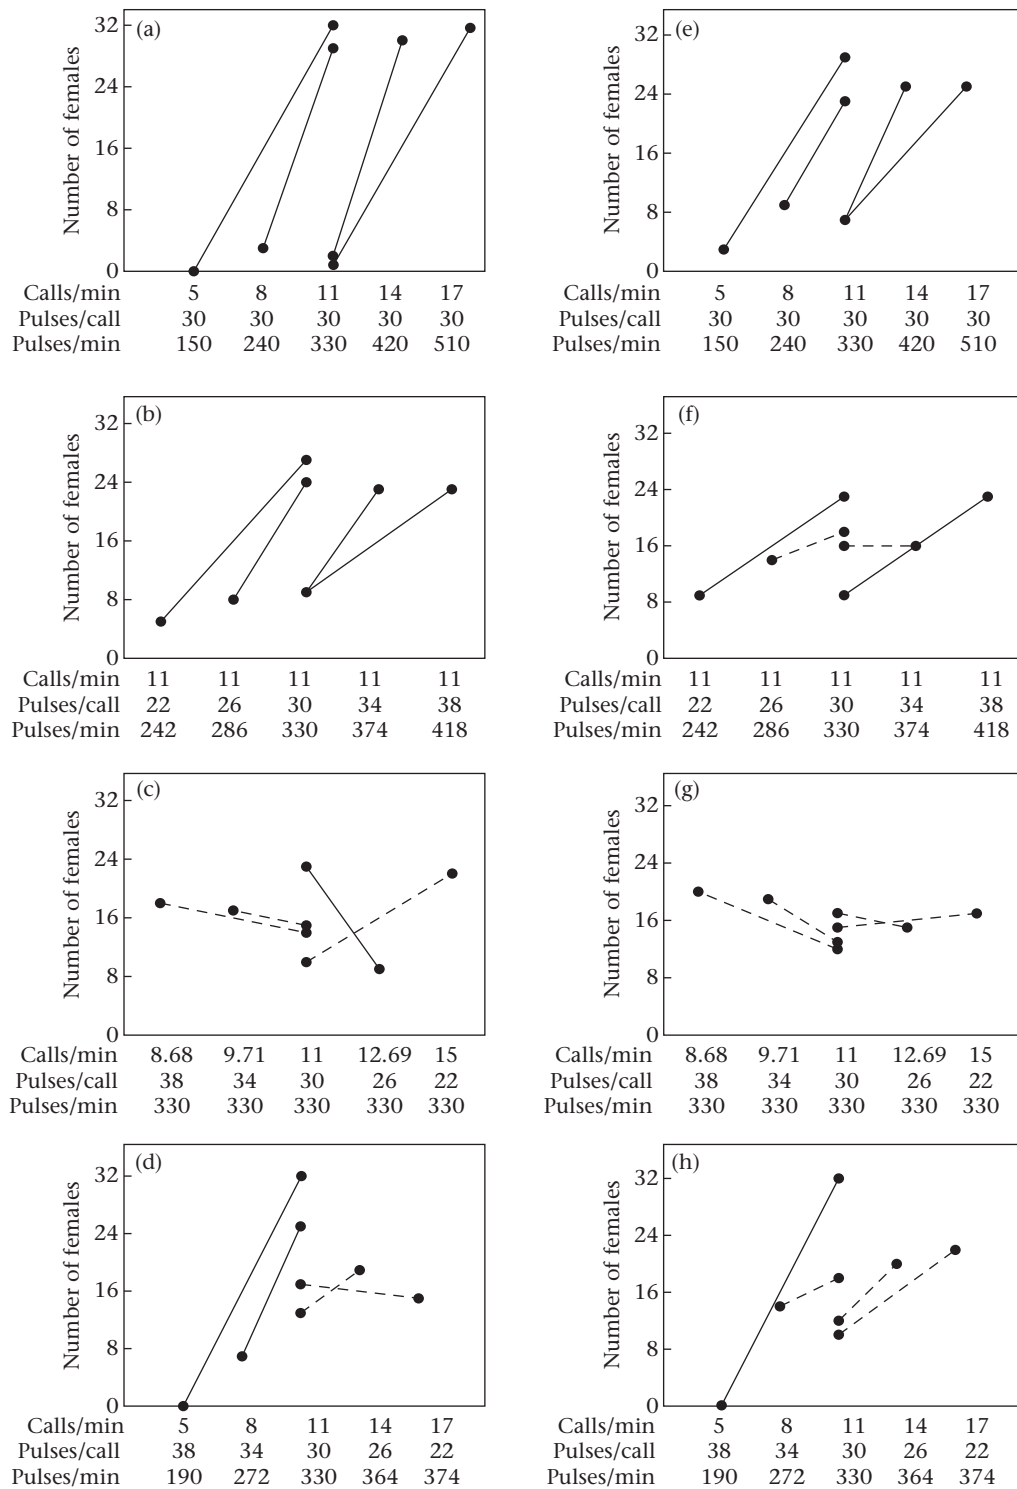 (a)
Number of females
32
24
16
8
0
Calls/min 5 8 11 14 17
Pulses/call 30 30 30 30 30
Pulses/min 150 240 330 420 510
(e)
Number of females
32
24
16
8
0
Calls/min 5 8 11 14 17
Pulses/call 30 30 30 30 30
Pulses/min 150 240 330 420 510
(b)
Number of females
32
24
16
8
0
Calls/min 11 11 11 11 11
Pulses/call 22 26 30 34 38
Pulses/min 242 286 330 374 418
(f)
Number of females
32
24
16
8
0
Calls/min 11 11 11 11 11
Pulses/call 22 26 30 34 38
Pulses/min 242 286 330 374 418
(c)
Number of females
32
24
16
8
0
Calls/min 8.68 9.71 11 12.69 15
Pulses/call 38 34 30 26 22
Pulses/min 330 330 330 330 330
(g)
Number of females
32
24
16
8
0
Calls/min 8.68 9.71 11 12.69 15
Pulses/call 38 34 30 26 22
Pulses/min 330 330 330 330 330
(d)
Number of females
32
24
16
8
0
Calls/min 5 8 11 14 17
Pulses/call 38 34 30 26 22
Pulses/min 190 272 330 364 374
(h)
Number of females
32
24
16
8
0
Calls/min 5 8 11 14 17
Pulses/call 38 34 30 26 22
Pulses/min 190 272 330 364 374